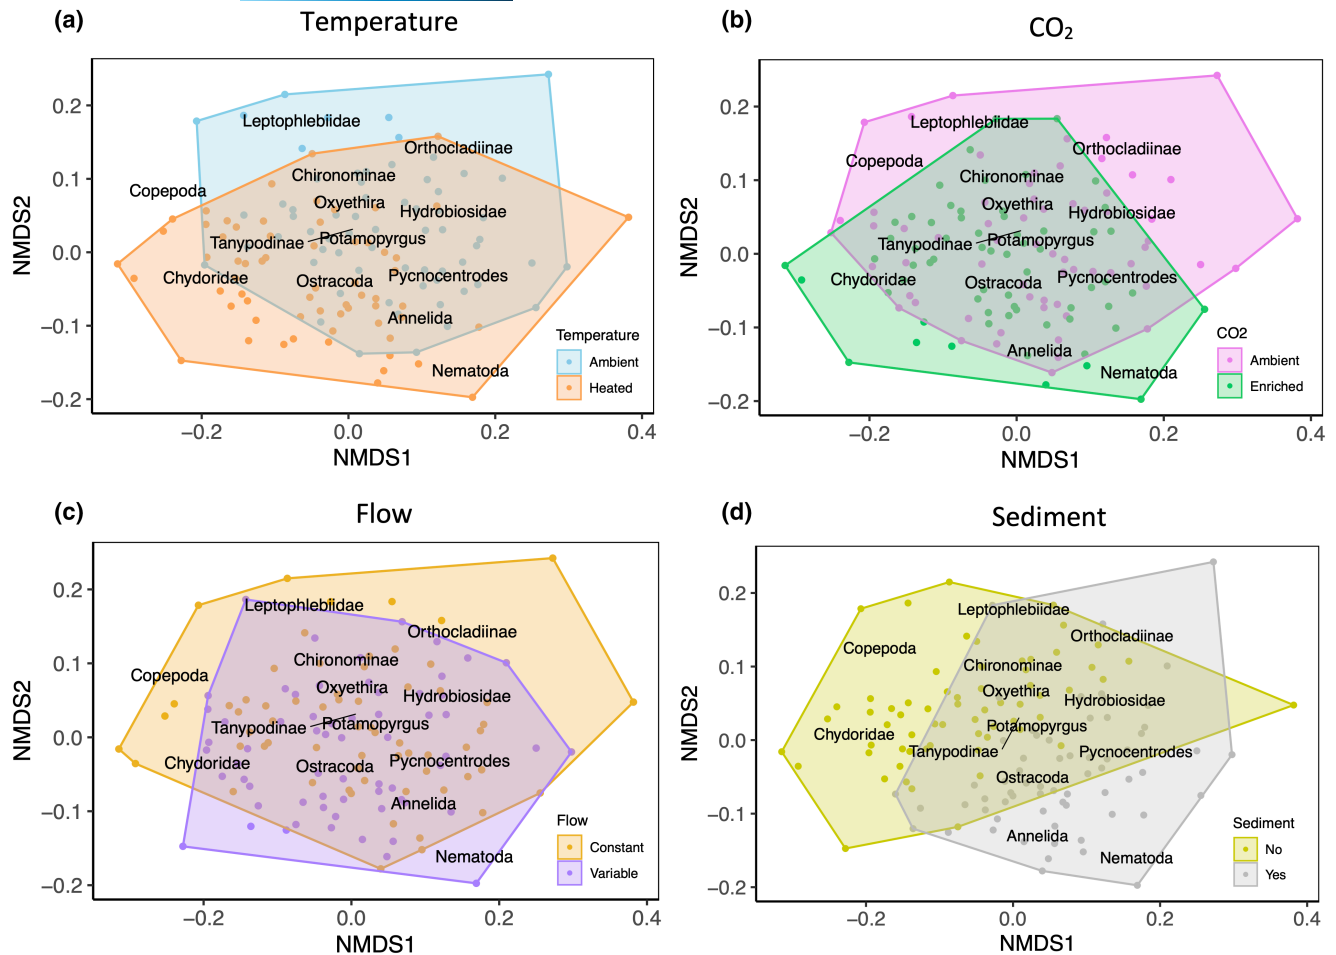 (a)
Temperature
NMDS2
0.2
0.1
0.0
−0.1
−0.2
Leptophlebiidae
Orthocladiinae
Chironominae
Copepoda
Oxyethira
Hydrobiosidae
Tanypodinae
Potamopyrgus
Chydoridae
Ostracoda
Pycnocentrodes
Annelida
Nematoda
Temperature
Ambient
Heated
−0.2
0.0
0.2
0.4
NMDS1
(b)
CO₂
NMDS2
0.2
0.1
0.0
−0.1
−0.2
Leptophlebiidae
Orthocladiinae
Copepoda
Chironominae
Oxyethira
Hydrobiosidae
Tanypodinae
Potamopyrgus
Chydoridae
Ostracoda
Pycnocentrodes
Annelida
Nematoda
CO2
Ambient
Enriched
−0.2
0.0
0.2
0.4
NMDS1
(c)
Flow
NMDS2
0.2
0.1
0.0
−0.1
−0.2
Leptophlebiidae
Orthocladiinae
Chironominae
Copepoda
Oxyethira
Hydrobiosidae
Tanypodinae
Potamopyrgus
Chydoridae
Ostracoda
Pycnocentrodes
Annelida
Nematoda
Flow
Constant
Variable
−0.2
0.0
0.2
0.4
NMDS1
(d)
Sediment
NMDS2
0.2
0.1
0.0
−0.1
−0.2
Leptophlebiidae
Orthocladiinae
Copepoda
Chironominae
Oxyethira
Hydrobiosidae
Potamopyrgus
Chydoridae
Tanypodinae
Pycnocentrodes
Ostracoda
Annelida
Nematoda
Sediment
No
Yes
−0.2
0.0
0.2
0.4
NMDS1